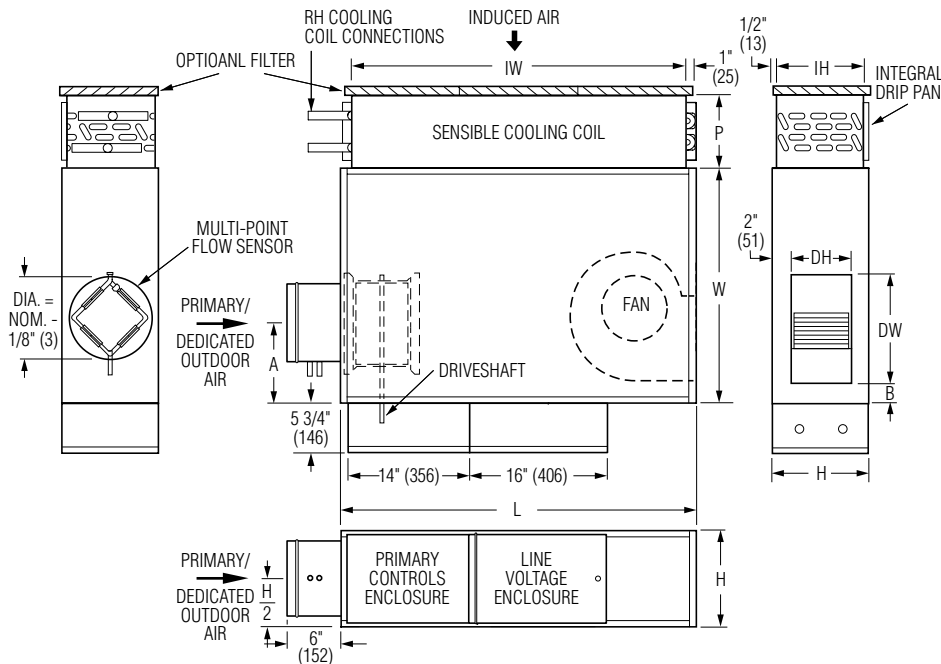 RH COOLING
COIL CONNECTIONS
INDUCED AIR
1/2"
(13)
OPTIOANL FILTER
IW
1"
(25)
IH
INTEGRAL
DRIP PAN
SENSIBLE COOLING COIL
P
MULTI-POINT
FLOW SENSOR
2"
(51)
DH
DIA. =
NOM. -
1/8" (3)
PRIMARY/
DEDICATED
OUTDOOR
AIR
A
FAN
W
DW
DRIVESHAFT
B
5 3/4"
(146)
14" (356)
16" (406)
H
L
PRIMARY/
DEDICATED
OUTDOOR
AIR
H
2
PRIMARY
CONTROLS
ENCLOSURE
LINE
VOLTAGE
ENCLOSURE
H
6"
(152)